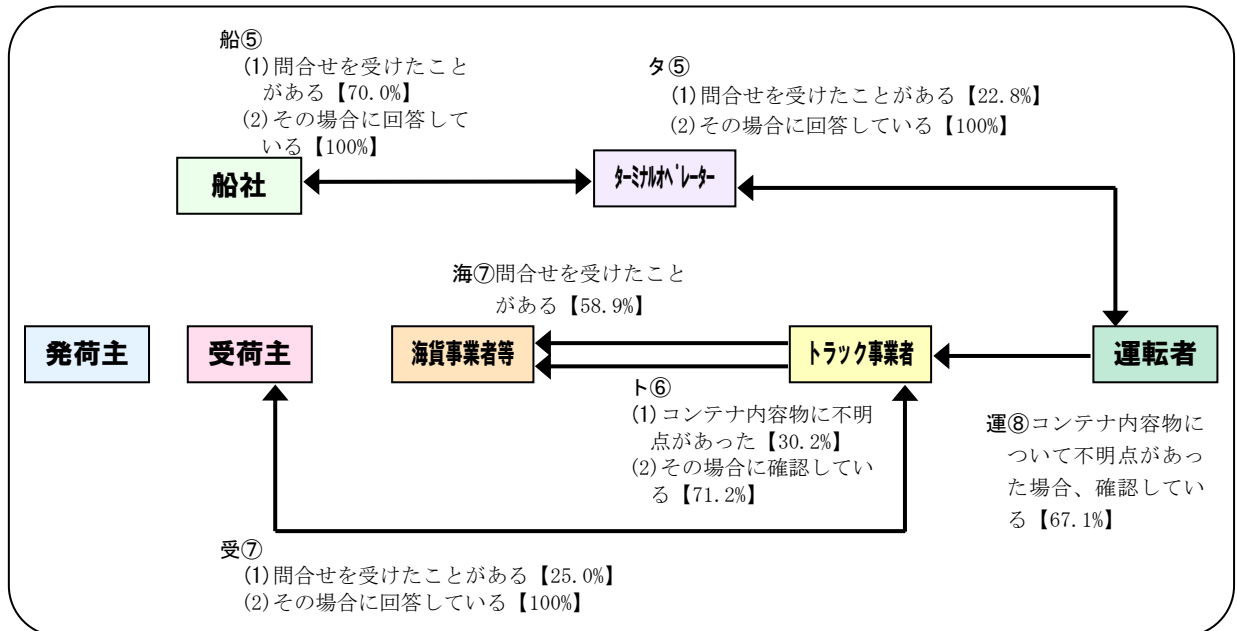 船⑤
(1)問合せを受けたこと
がある【70.0%】
(2)その場合に回答して
いる【100%】
タ⑤
(1)問合せを受けたことがある【22.8%】
(2)その場合に回答している【100%】
船社
ターミナルオペレーター
海⑦問合せを受けたこと
がある【58.9%】
発荷主
受荷主
海貨事業者等
トラック事業者
運転者
ト⑥
(1)コンテナ内容物に不明
点があった【30.2%】
(2)その場合に確認してい
る【71.2%】
運⑧コンテナ内容物に
ついて不明点があっ
た場合、確認してい
る【67.1%】
受⑦
(1)問合せを受けたことがある【25.0%】
(2)その場合に回答している【100%】